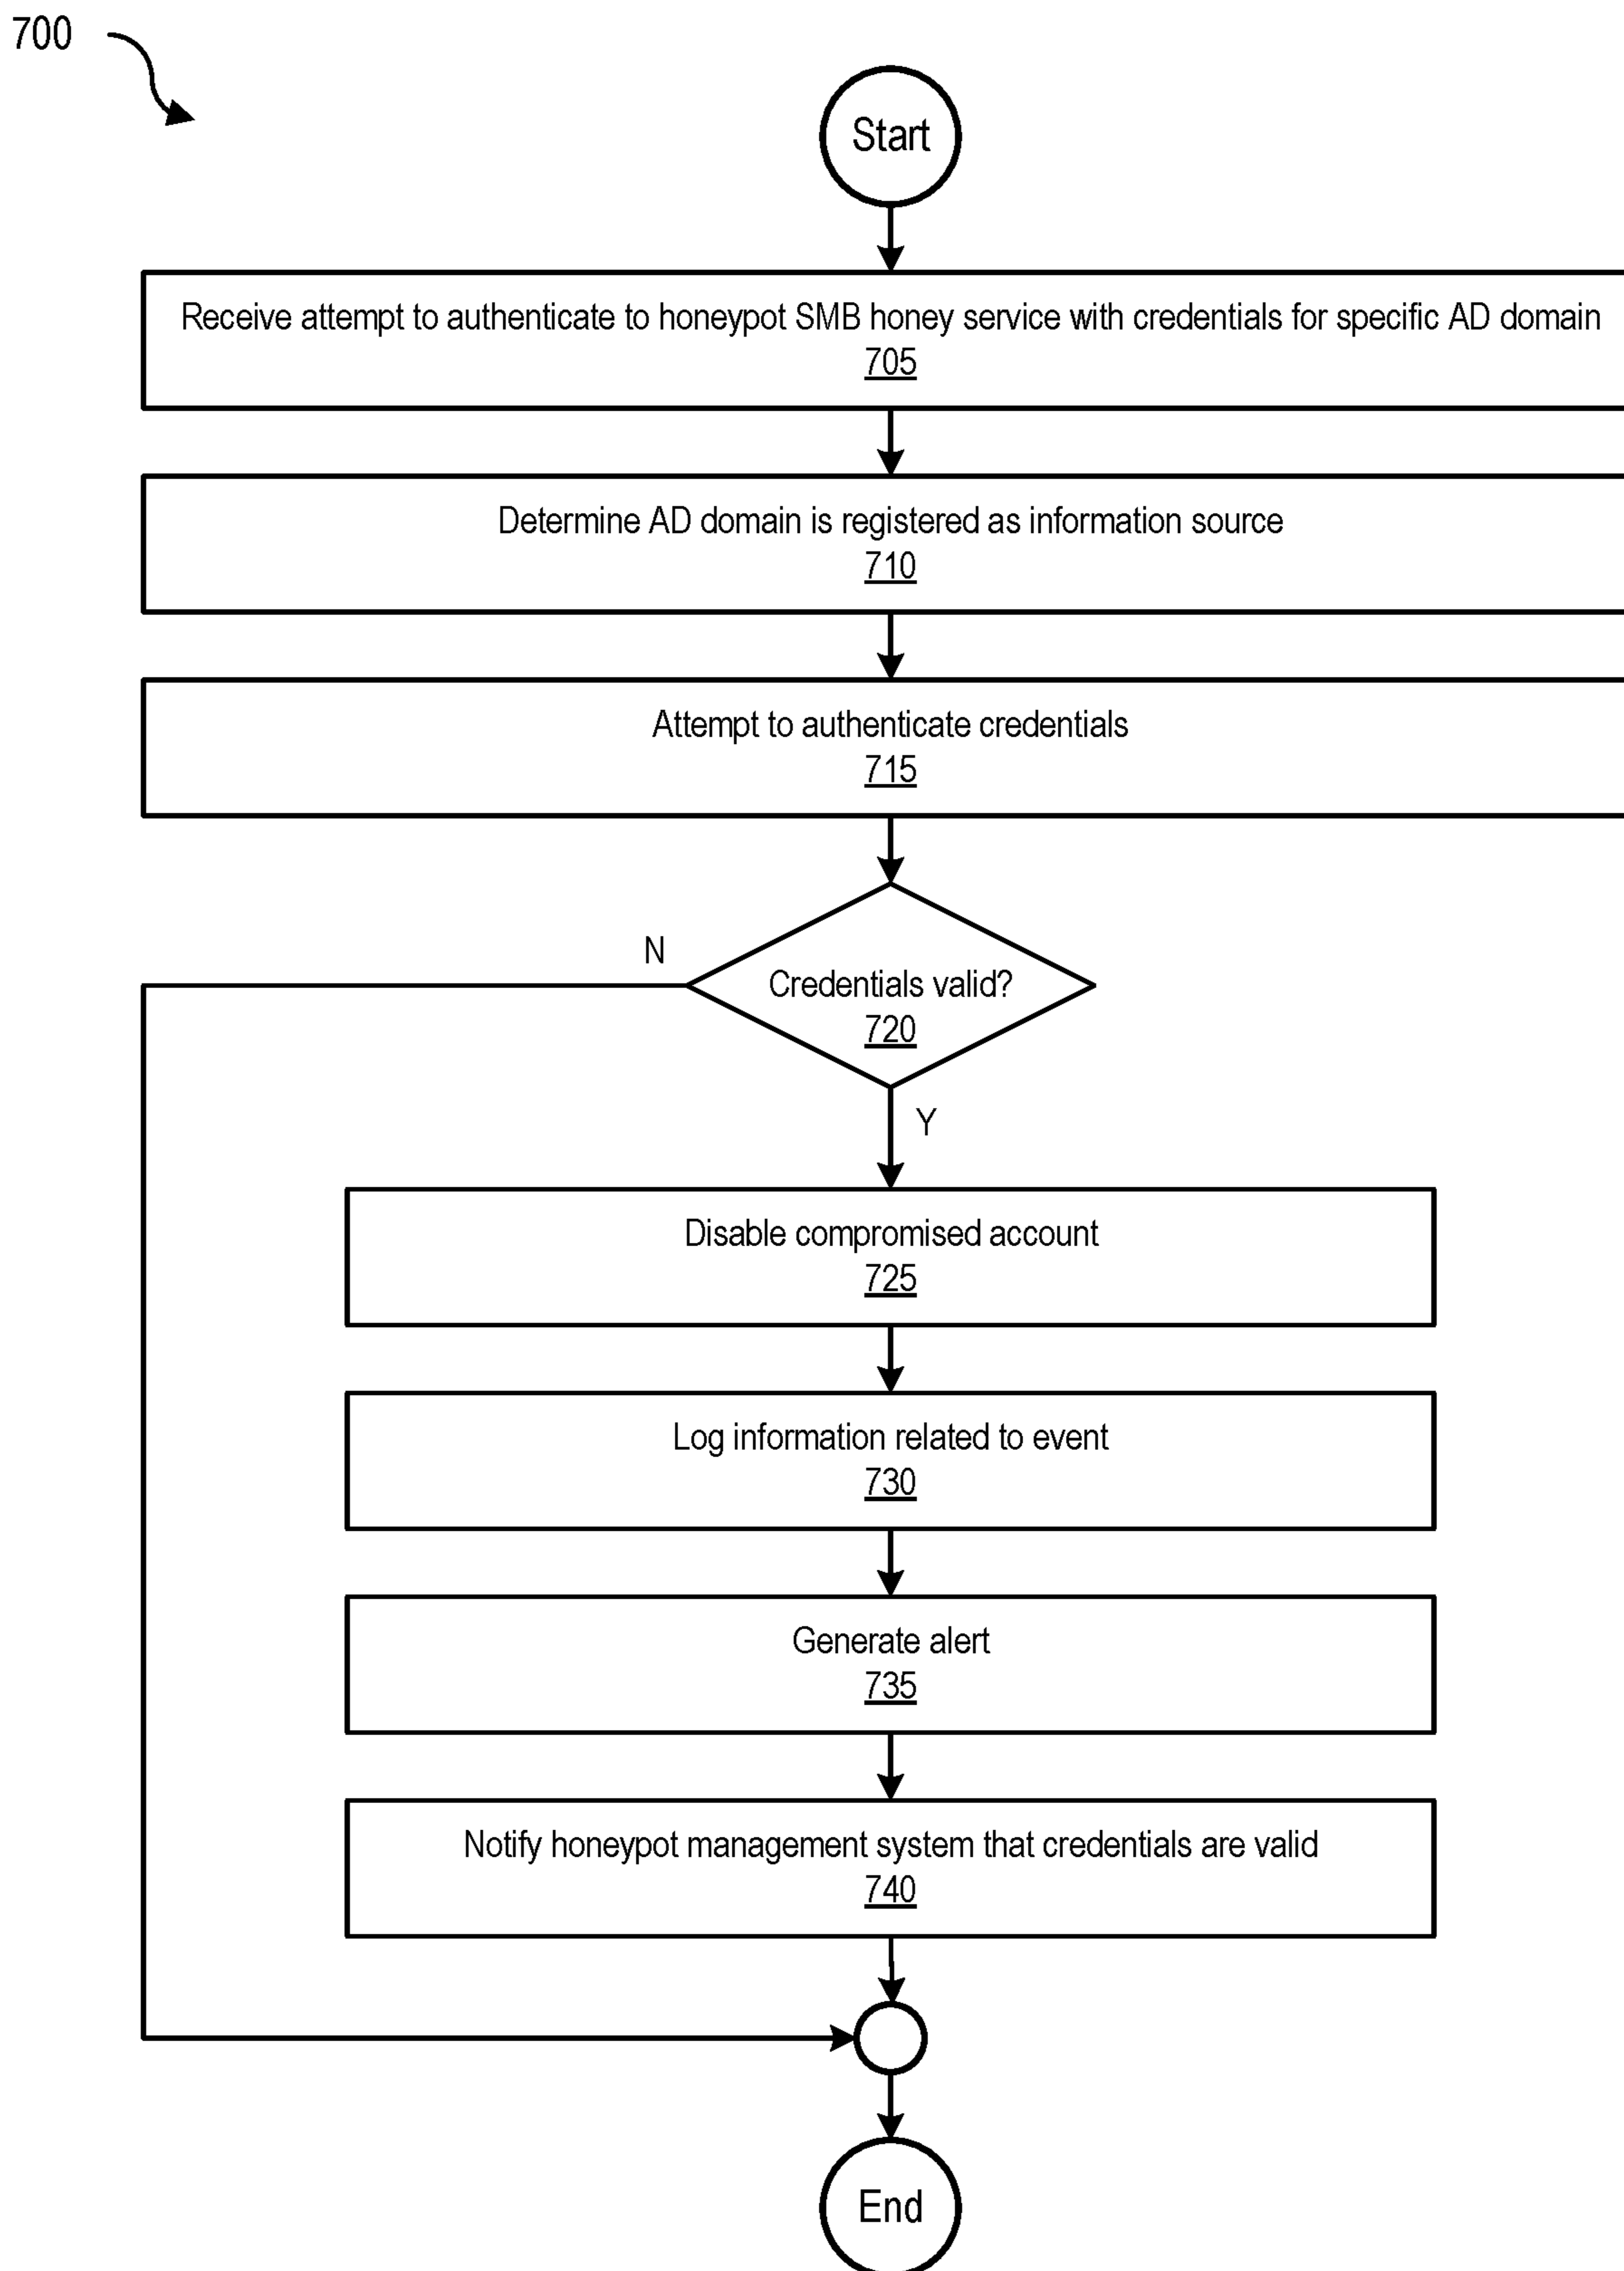 700
Start
Receive attempt to authenticate to honeypot SMB honey service with credentials for specific AD domain
705
Determine AD domain is registered as information source
710
Attempt to authenticate credentials
715
N
Credentials valid?
720
Y
Disable compromised account
725
Log information related to event
730
Generate alert
735
Notify honeypot management system that credentials are valid
740
End